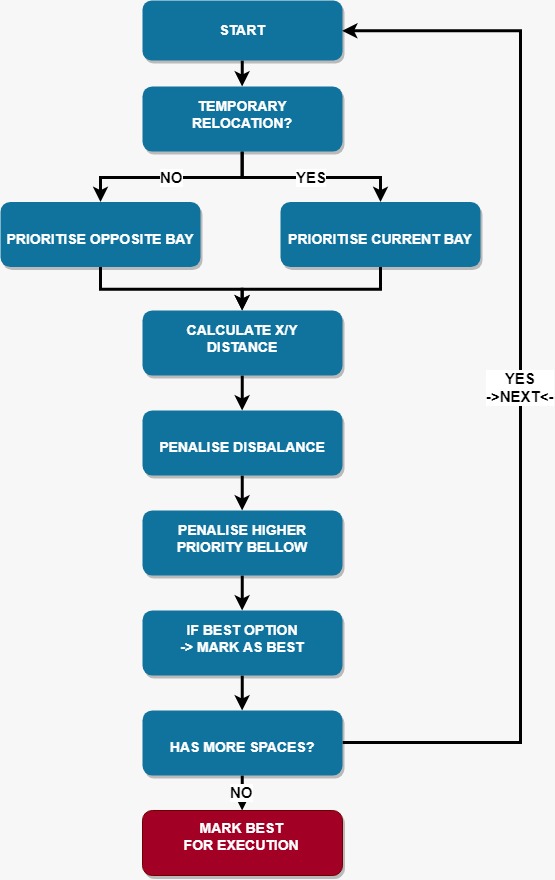 START
TEMPORARY
RELOCATION?
NO
YES
PRIORITISE OPPOSITE BAY
PRIORITISE CURRENT BAY
CALCULATE X/Y
DISTANCE
YES
->NEXT<-
PENALISE DISBALANCE
PENALISE HIGHER
PRIORITY BELLOW
IF BEST OPTION
-> MARK AS BEST
HAS MORE SPACES?
NO
MARK BEST
FOR EXECUTION